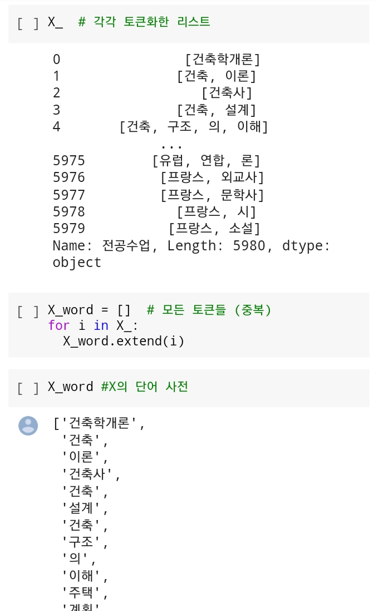 [ ] X_ # 각각 토큰화한 리스트
0 [건축학개론]
1 [건축, 이론]
2 [건축사]
3 [건축, 설계]
4 [건축, 구조, 의, 이해]
...
5975 [유럽, 연합, 론]
5976 [프랑스, 외교사]
5977 [프랑스, 문학사]
5978 [프랑스, 시]
5979 [프랑스, 소설]
Name: 전공수업, Length: 5980, dtype:
object
[ ] X_word = [] # 모든 토큰들 (중복)
for i in X_:
X_word.extend(i)
[ ] X_word #X의 단어 사전
['건축학개론',
'건축',
'이론',
'건축사',
'건축',
'설계',
'건축',
'구조',
'의',
'이해',
'주택',
'계획',